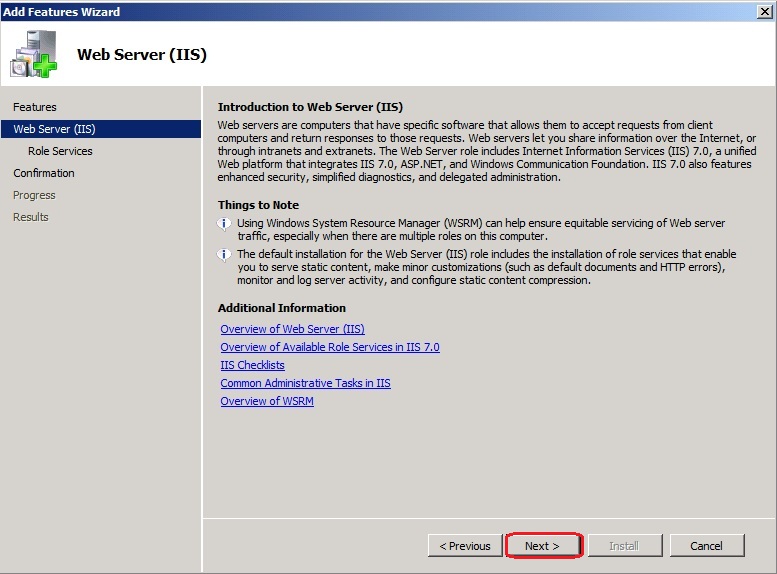 Add Features Wizard
Web Server (IIS)
Features
Web Server (IIS)
Role Services
Confirmation
Progress
Results
Introduction to Web Server (IIS)
Web servers are computers that have specific software that allows them to accept requests from client
computers and return responses to those requests. Web servers let you share information over the Internet, or
through intranets and extranets. The Web Server role includes Internet Information Services (IIS) 7.0, a unified
Web platform that integrates IIS 7.0, ASP.NET, and Windows Communication Foundation. IIS 7.0 also features
enhanced security, simplified diagnostics, and delegated administration.
Things to Note
Using Windows System Resource Manager (WSRM) can help ensure equitable servicing of Web server
traffic, especially when there are multiple roles on this computer.
The default installation for the Web Server (IIS) role includes the installation of role services that enable
you to serve static content, make minor customizations (such as default documents and HTTP errors),
monitor and log server activity, and configure static content compression.
Additional Information
Overview of Web Server (IIS)
Overview of Available Role Services in IIS 7.0
IIS Checklists
Common Administrative Tasks in IIS
Overview of WSRM
< Previous
Next >
Install
Cancel